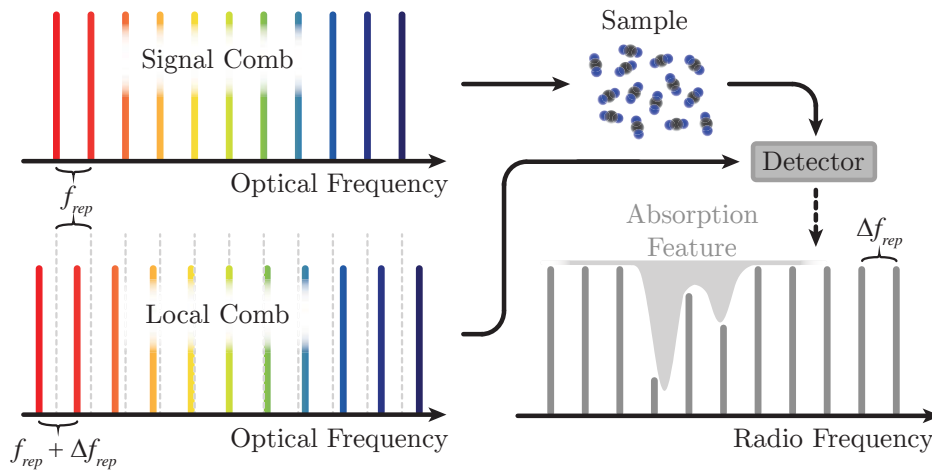 Signal Comb
Optical Frequency
f_rep
Sample
Detector
Local Comb
Optical Frequency
f_rep + Δf_rep
Absorption
Feature
Δf_rep
Radio Frequency